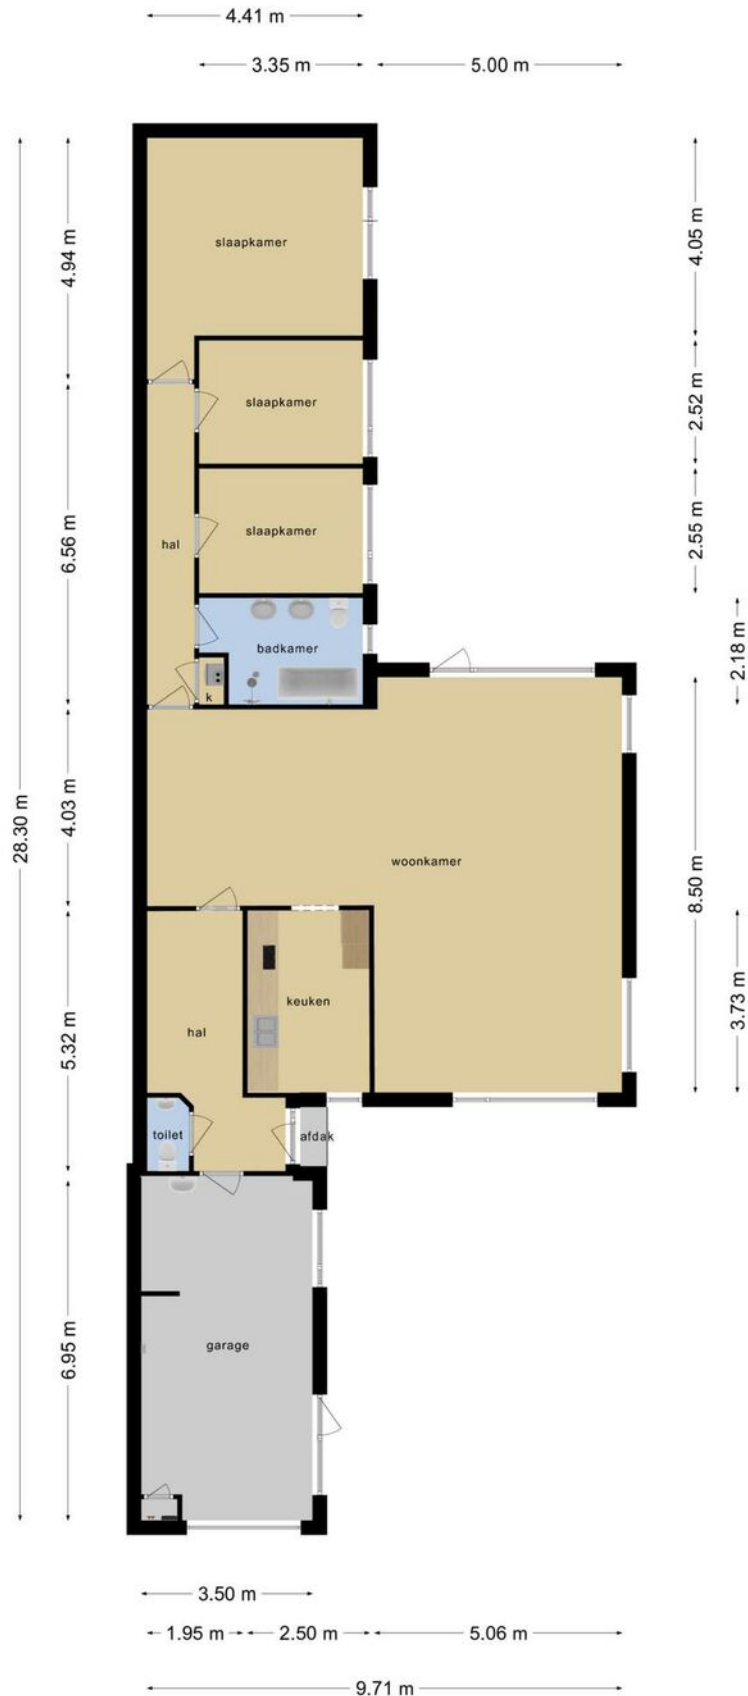 4.41 m
3.35 m
5.00 m
slaapkamer
4.94 m
4.05 m
slaapkamer
2.52 m
hal
slaapkamer
6.56 m
2.55 m
badkamer
k
2.18 m
28.30 m
4.03 m
woonkamer
8.50 m
keuken
hal
5.32 m
3.73 m
toilet
afdak
garage
6.95 m
3.50 m
1.95 m
2.50 m
5.06 m
9.71 m